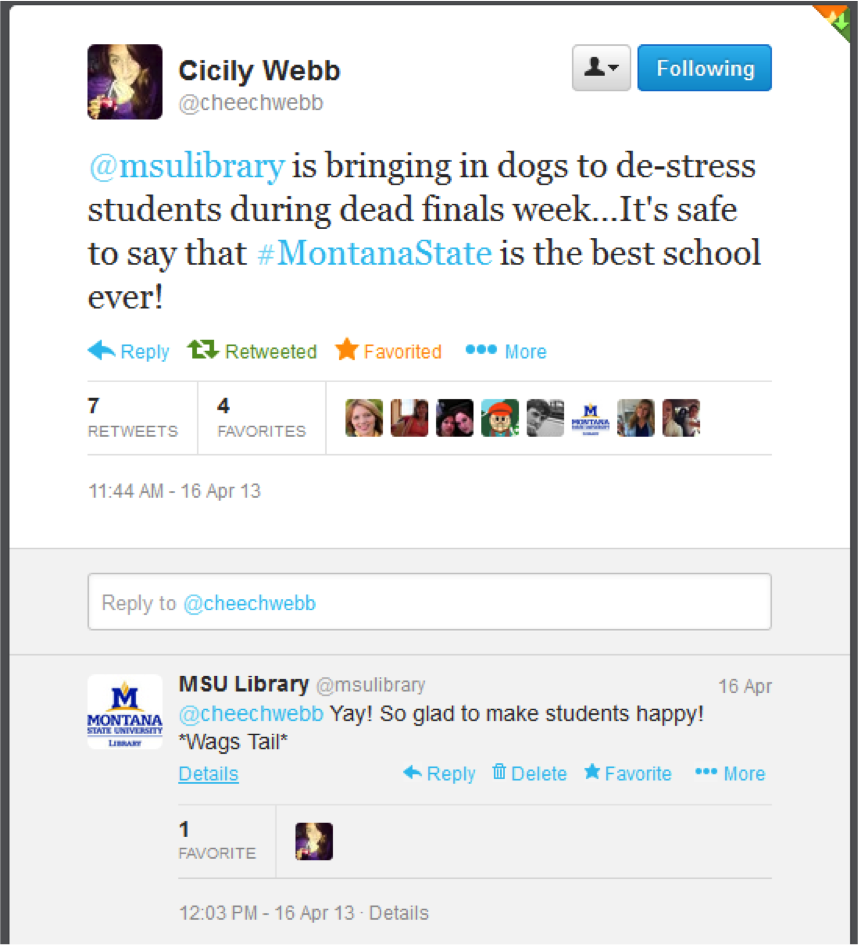 Cicily Webb
@cheechwebb
Following
@msulibrary is bringing in dogs to de-stress
students during dead finals week...It's safe
to say that #MontanaState is the best school
ever!
Reply Retweeted Favorited More
7
RETWEETS
4
FAVORITES
M
MONTANA
STATE UNIVERSITY
LIBRARY
11:44 AM - 16 Apr 13
Reply to @cheechwebb
M
MONTANA
STATE UNIVERSITY
LIBRARY
MSU Library @msulibrary 16 Apr
@cheechwebb Yay! So glad to make students happy!
*Wags Tail*
Details Reply Delete Favorite More
1
FAVORITE
12:03 PM - 16 Apr 13 · Details